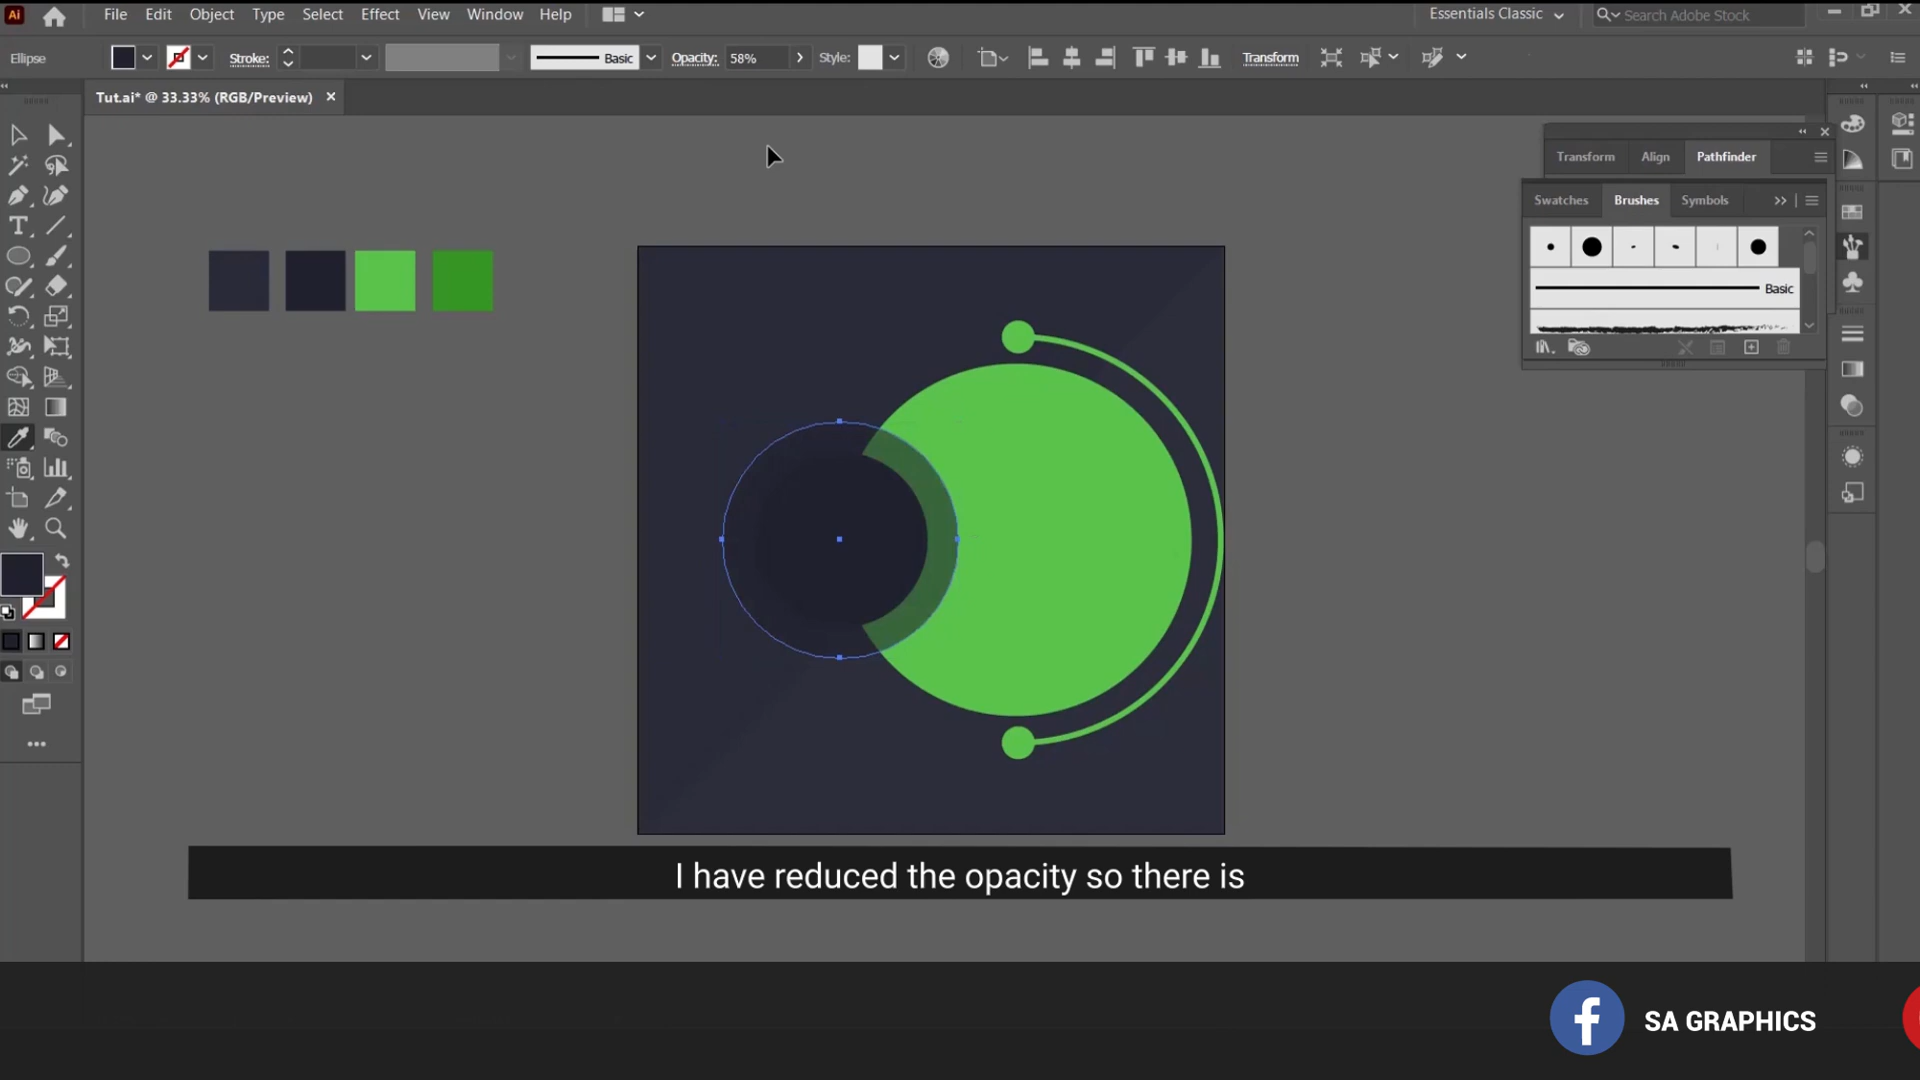 Ai File Edit Object Type Select Effect View Window Help Essentials Classic Search Adobe Stock
Ellipse Stroke: Basic Opacity: 58% Style: Transform
Tut.ai* @ 33.33% (RGB/Preview)
Transform Align Pathfinder
Swatches Brushes Symbols
Basic
I have reduced the opacity so there is
f SA GRAPHICS